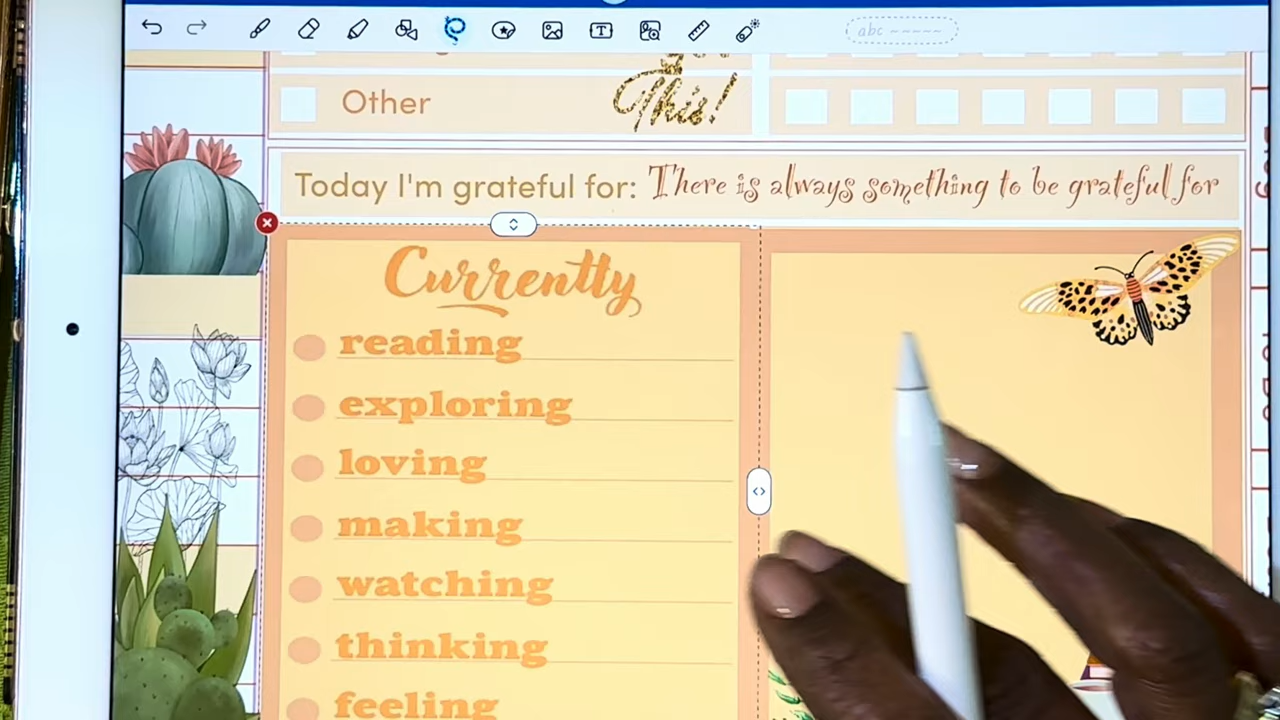 abc
This!
Other
Today I'm grateful for: There is always something to be grateful for
Currently
reading
exploring
loving
making
watching
thinking
feeling